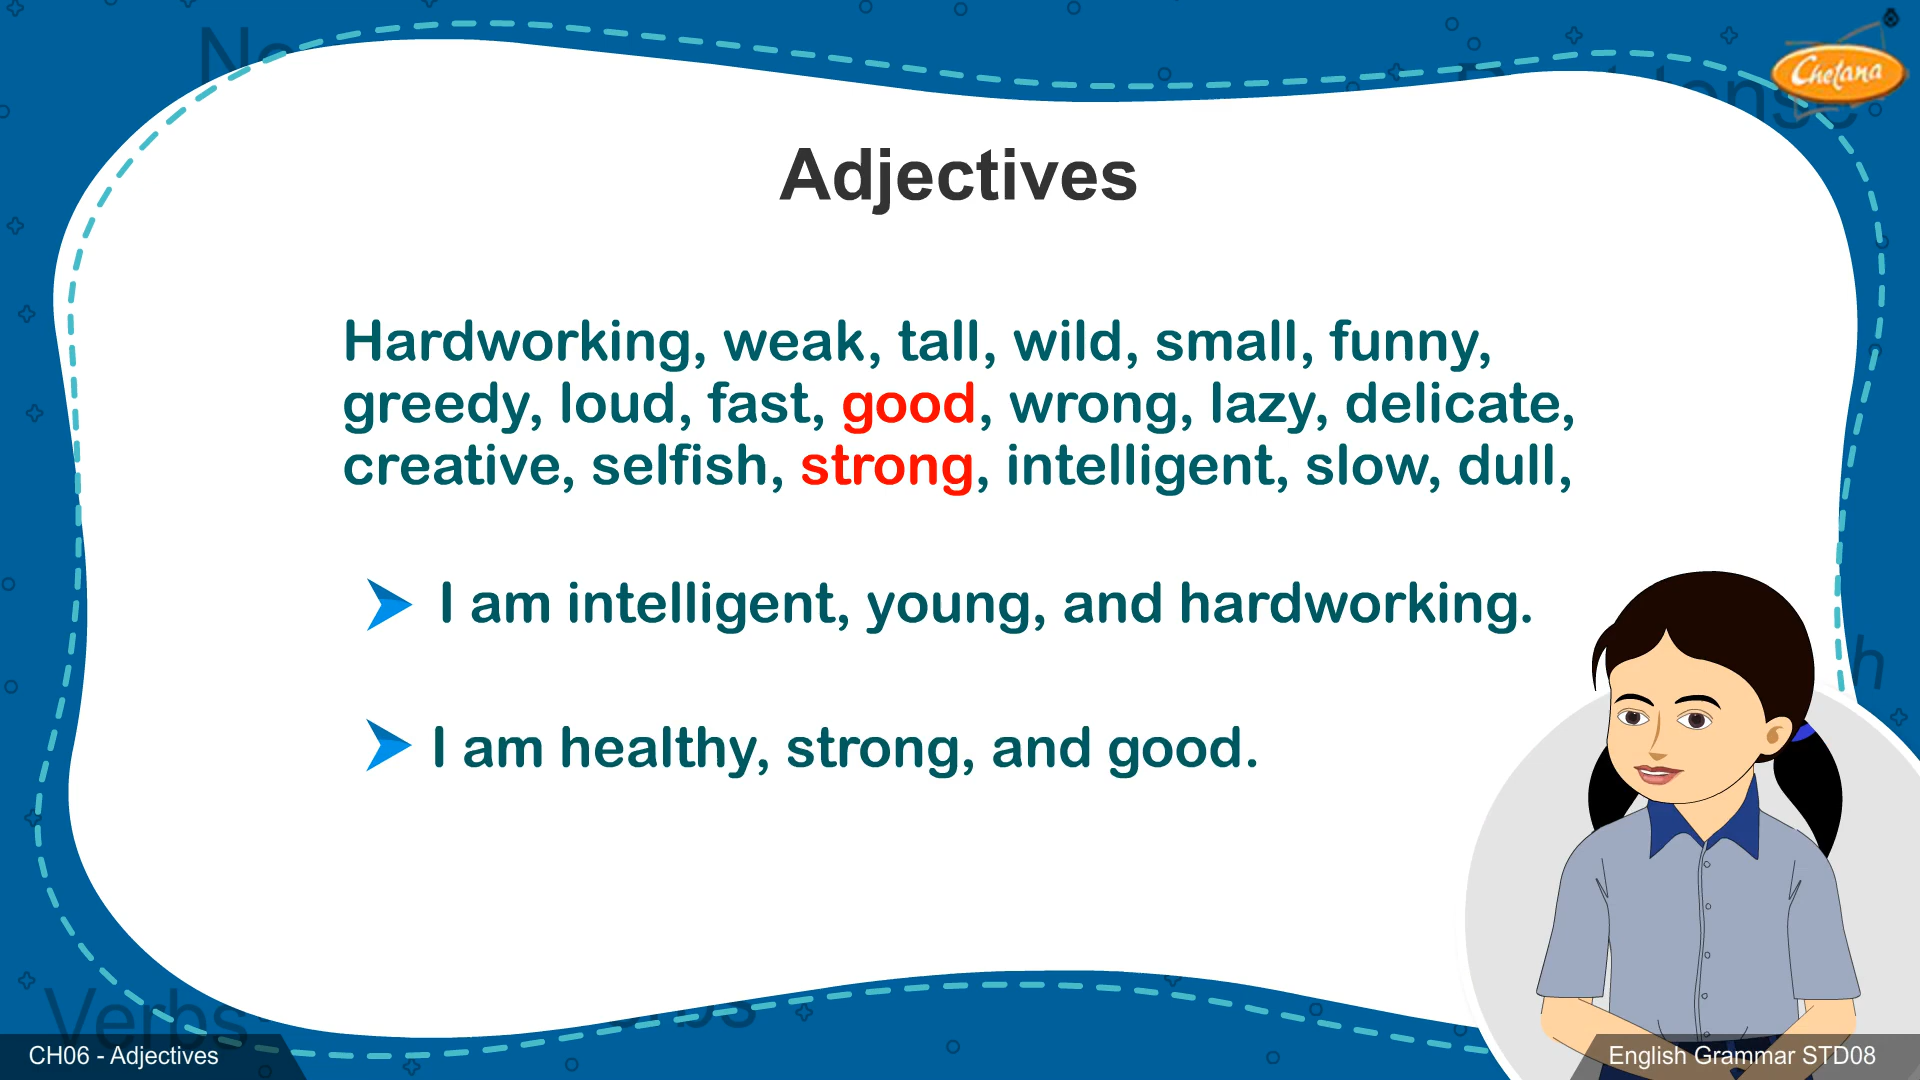 Chetana
Adjectives
Hardworking, weak, tall, wild, small, funny,
greedy, loud, fast, good, wrong, lazy, delicate,
creative, selfish, strong, intelligent, slow, dull,
I am intelligent, young, and hardworking.
I am healthy, strong, and good.
Verbs
CH06 - Adjectives
English Grammar STD08